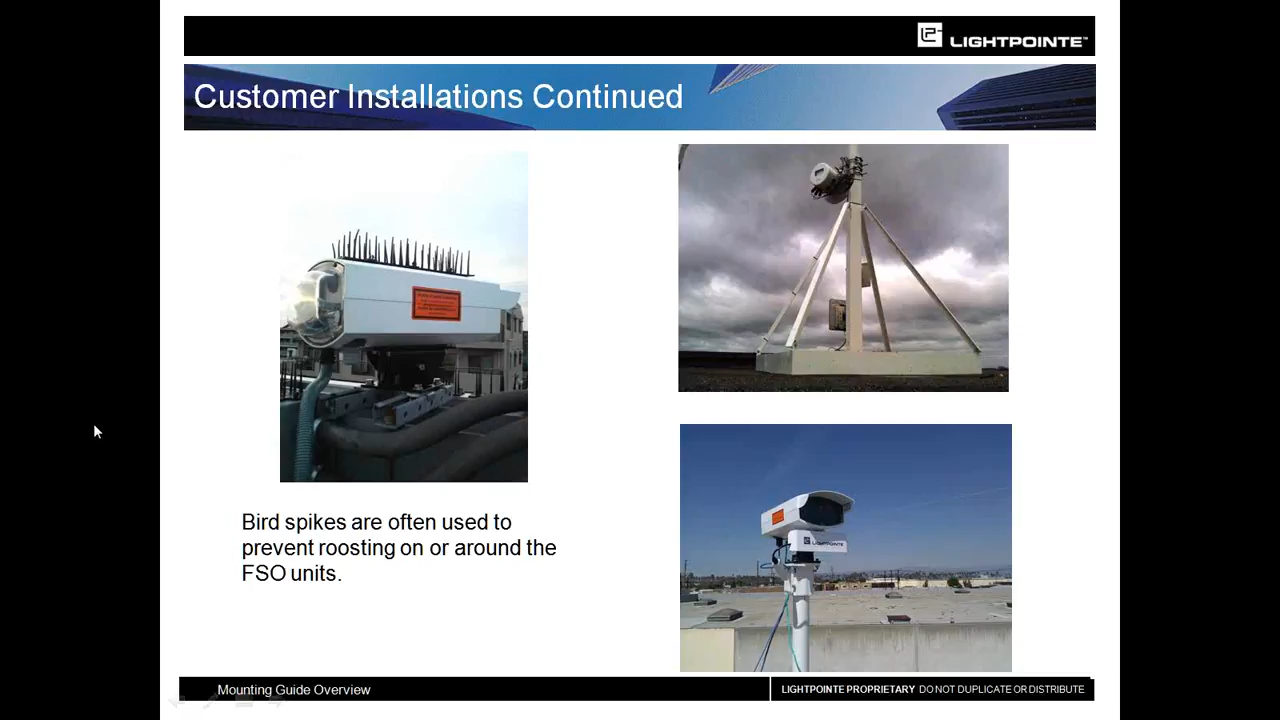 LIGHTPOINTE™
Customer Installations Continued
LIGHTPOINTE
Bird spikes are often used to
prevent roosting on or around the
FSO units.
Mounting Guide Overview
LIGHTPOINTE PROPRIETARY DO NOT DUPLICATE OR DISTRIBUTE